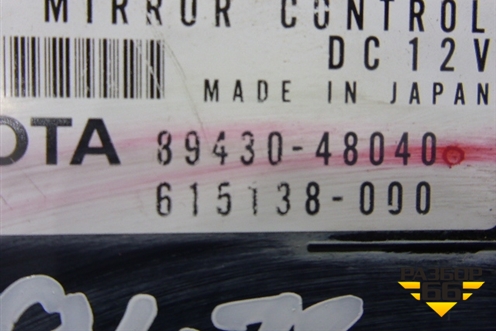 MIRROR CONTROL
DC 12V
MADE IN JAPAN
OTA 89430-48040
615138-000
РАЗБОР
66